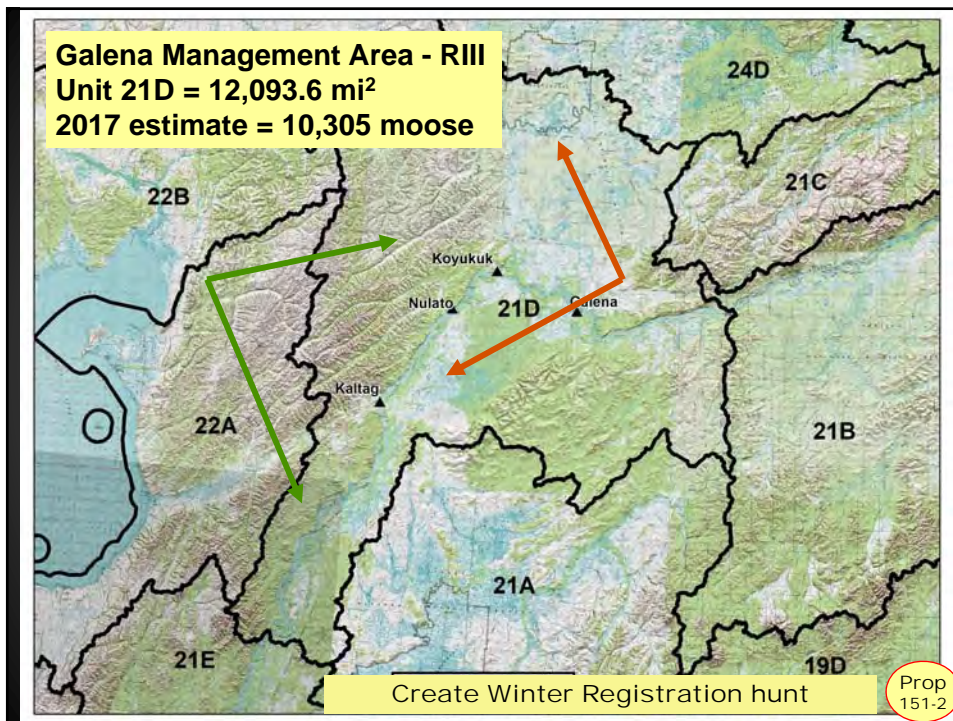 Galena Management Area - RIII
Unit 21D = 12,093.6 mi²
2017 estimate = 10,305 moose
24D
21C
22B
Koyukuk
Nulato
21D
Galena
Kaltag
22A
21B
21A
21E
19D
Create Winter Registration hunt
Prop
151-2